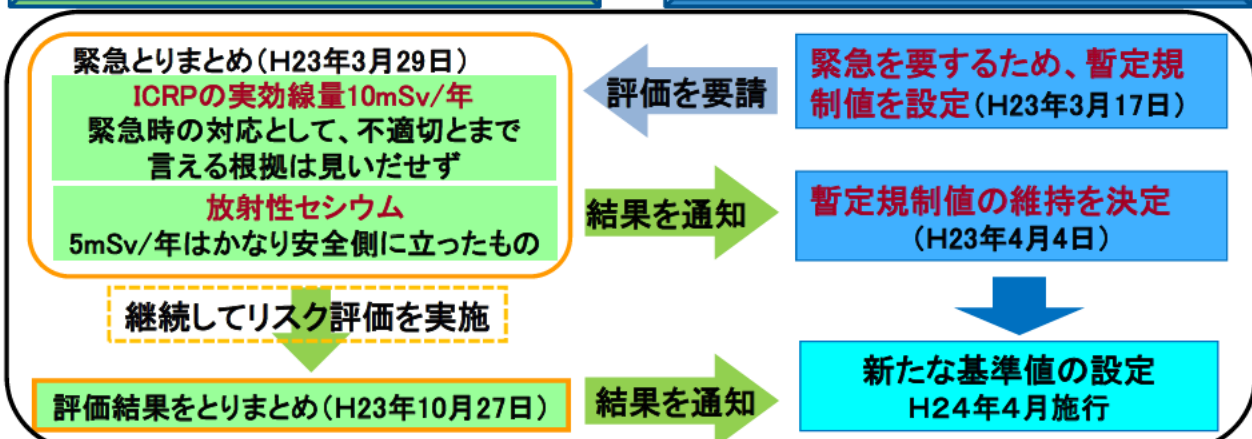 緊急とりまとめ(H23年3月29日)
ICRPの実効線量10mSv/年
緊急時の対応として、不適切とまで
言える根拠は見いだせず
放射性セシウム
5mSv/年はかなり安全側に立ったもの
評価を要請
緊急を要するため、暫定規
制値を設定(H23年3月17日)
結果を通知
暫定規制値の維持を決定
(H23年4月4日)
継続してリスク評価を実施
評価結果をとりまとめ(H23年10月27日)
結果を通知
新たな基準値の設定
H24年4月施行